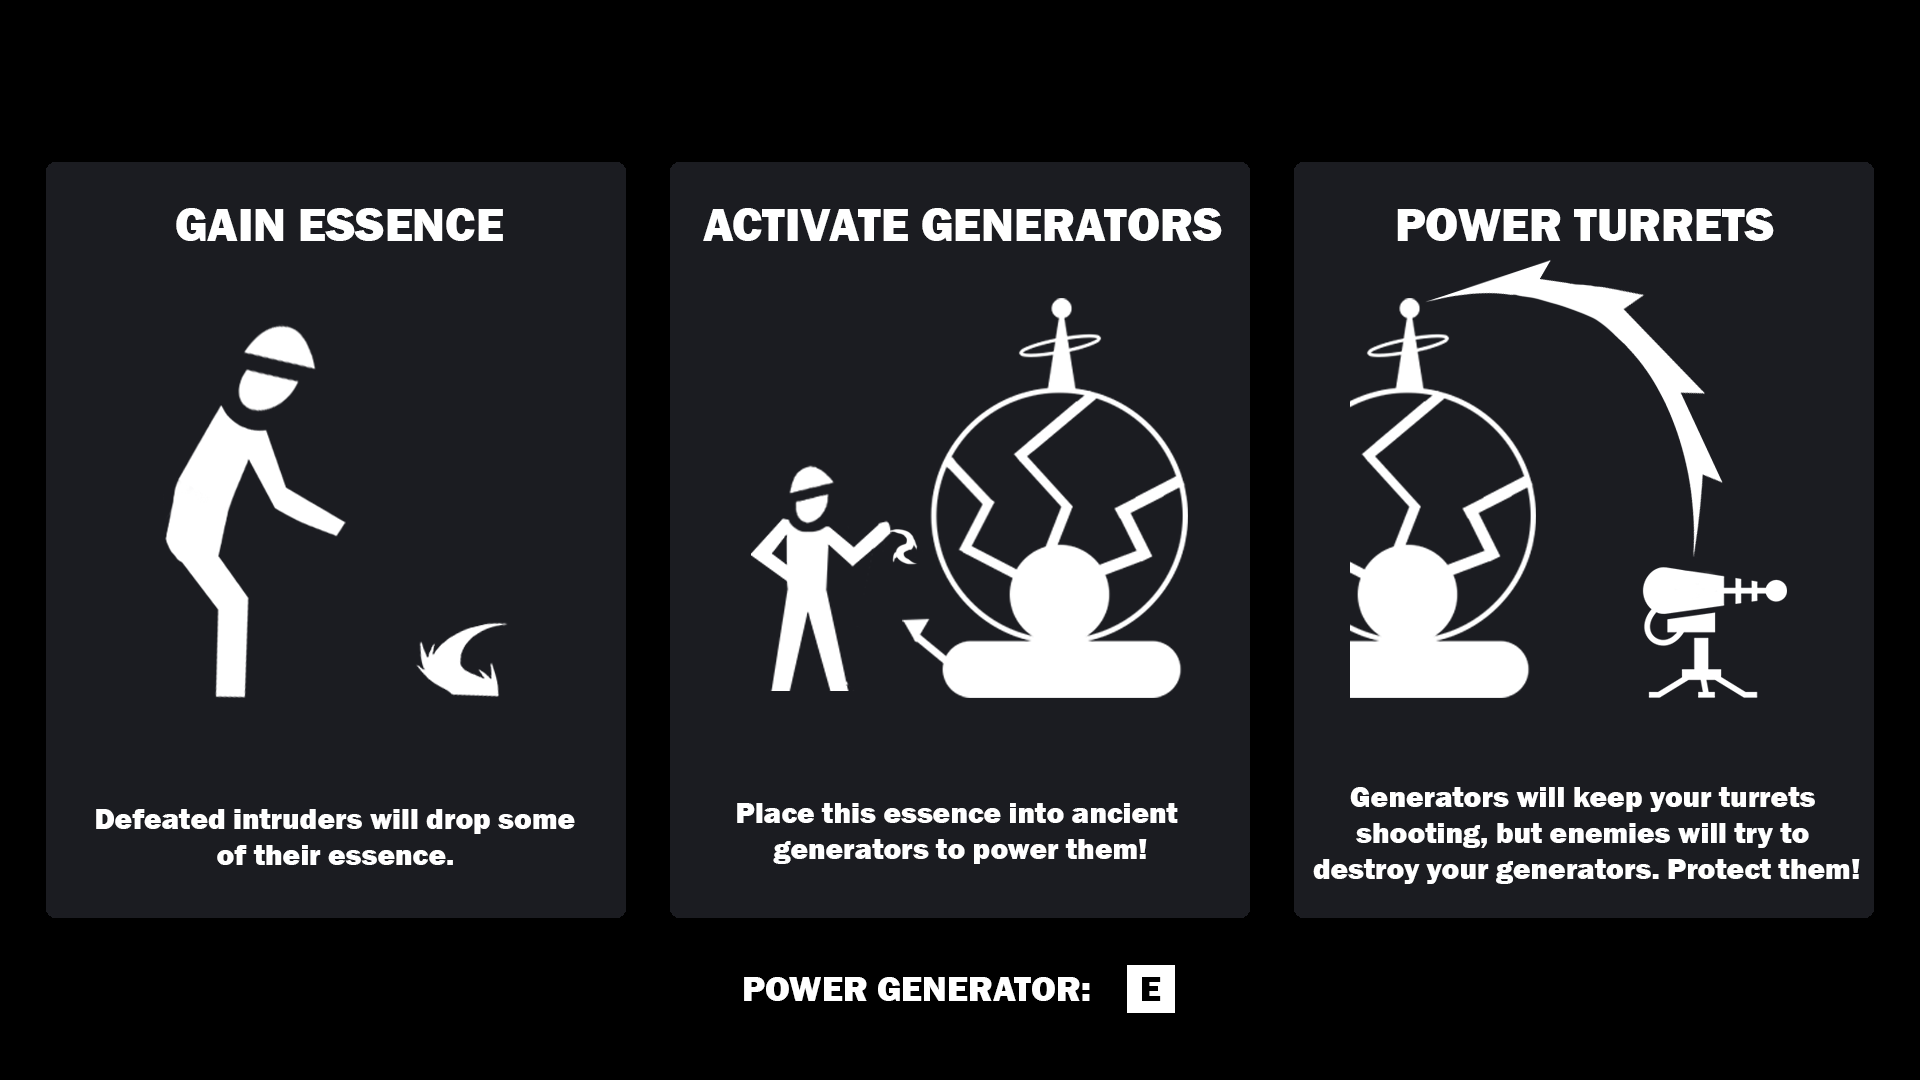 GAIN ESSENCE
Defeated intruders will drop some
of their essence.
ACTIVATE GENERATORS
Place this essence into ancient
generators to power them!
POWER TURRETS
Generators will keep your turrets
shooting, but enemies will try to
destroy your generators. Protect them!
POWER GENERATOR: E